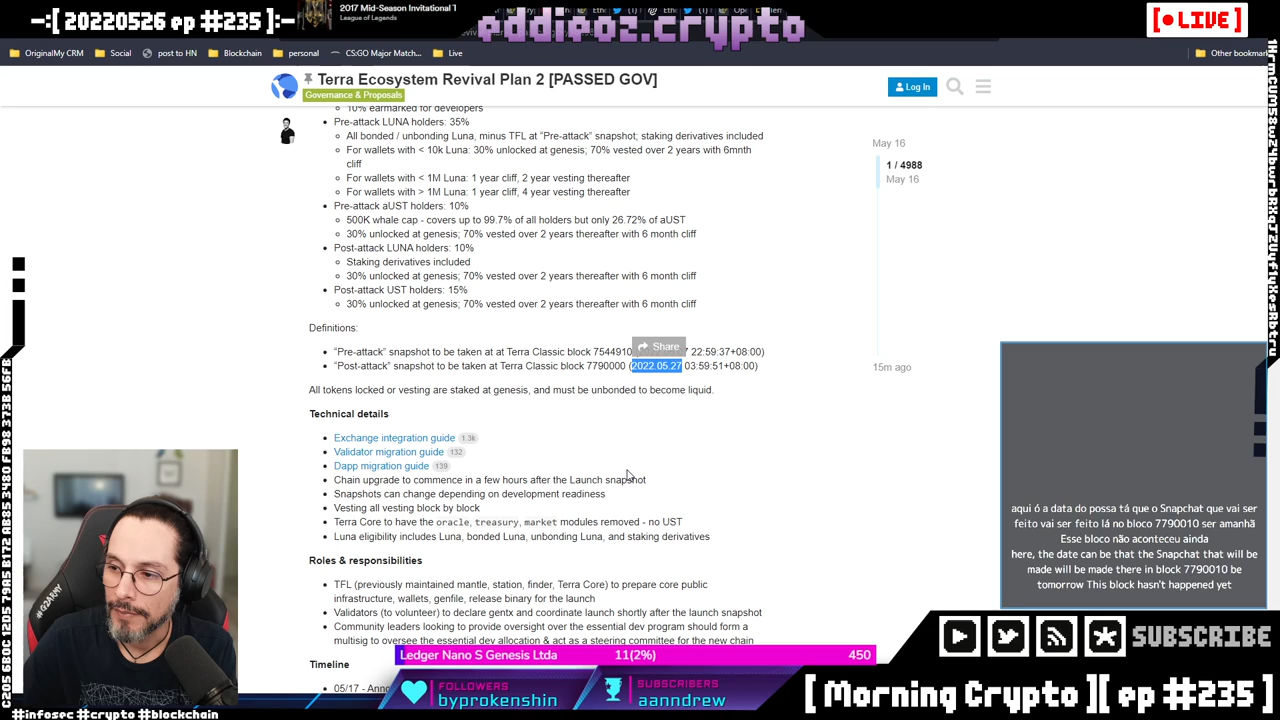 -:[ 20220526 ep #235 ]:-
2017 Mid-Season Invitational T
League of Legends
eddieoz.crypto
[ • LIVE ]
OriginalMy CRM
Social
post to HN
Blockchain
personal
CS:GO Major Match...
Live
Other bookmar
Terra Ecosystem Revival Plan 2 [PASSED GOV]
Governance & Proposals
Log In
10% earmarked for developers
Pre-attack LUNA holders: 35%
All bonded / unbonding Luna, minus TFL at “Pre-attack” snapshot; staking derivatives included
For wallets with < 10k Luna: 30% unlocked at genesis; 70% vested over 2 years with 6mnth
cliff
For wallets with < 1M Luna: 1 year cliff, 2 year vesting thereafter
For wallets with > 1M Luna: 1 year cliff, 4 year vesting thereafter
Pre-attack aUST holders: 10%
500K whale cap - covers up to 99.7% of all holders but only 26.72% of aUST
30% unlocked at genesis; 70% vested over 2 years thereafter with 6 month cliff
Post-attack LUNA holders: 10%
Staking derivatives included
30% unlocked at genesis; 70% vested over 2 years thereafter with 6 month cliff
Post-attack UST holders: 15%
30% unlocked at genesis; 70% vested over 2 years thereafter with 6 month cliff
Definitions:
Share
“Pre-attack” snapshot to be taken at at Terra Classic block 7544910 22:59:37+08:00)
“Post-attack” snapshot to be taken at Terra Classic block 7790000 (2022.05.27 03:59:51+08:00)
All tokens locked or vesting are staked at genesis, and must be unbonded to become liquid.
Technical details
Exchange integration guide 1.3k
Validator migration guide 132
Dapp migration guide 139
Chain upgrade to commence in a few hours after the Launch snapshot
Snapshots can change depending on development readiness
Vesting all vesting block by block
Terra Core to have the oracle, treasury, market modules removed - no UST
Luna eligibility includes Luna, bonded Luna, unbonding Luna, and staking derivatives
Roles & responsibilities
TFL (previously maintained mantle, station, finder, Terra Core) to prepare core public
infrastructure, wallets, genfile, release binary for the launch
Validators (to volunteer) to declare gentx and coordinate launch shortly after the launch snapshot
Community leaders looking to provide oversight over the essential dev program should form a
multisig to oversee the essential dev allocation & act as a steering committee for the new chain
Timeline
05/17 - Anno
May 16
1 / 4988
May 16
15m ago
aqui ó a data do possa tá que o Snapchat que vai ser
feito vai ser feito lá no bloco 7790010 ser amanhã
Esse bloco não aconteceu ainda
here, the date can be that the Snapchat that will be
made will be made there in block 7790010 be
tomorrow This block hasn't happened yet
Ledger Nano S Genesis Ltda 11(2%) 450
FOLLOWERS
byprokenshin
SUBSCRIBERS
aanndrew
SUBSCRIBE
[ Morning Crypto ][ ep #235 ]
#infosec #crypto #blockchain